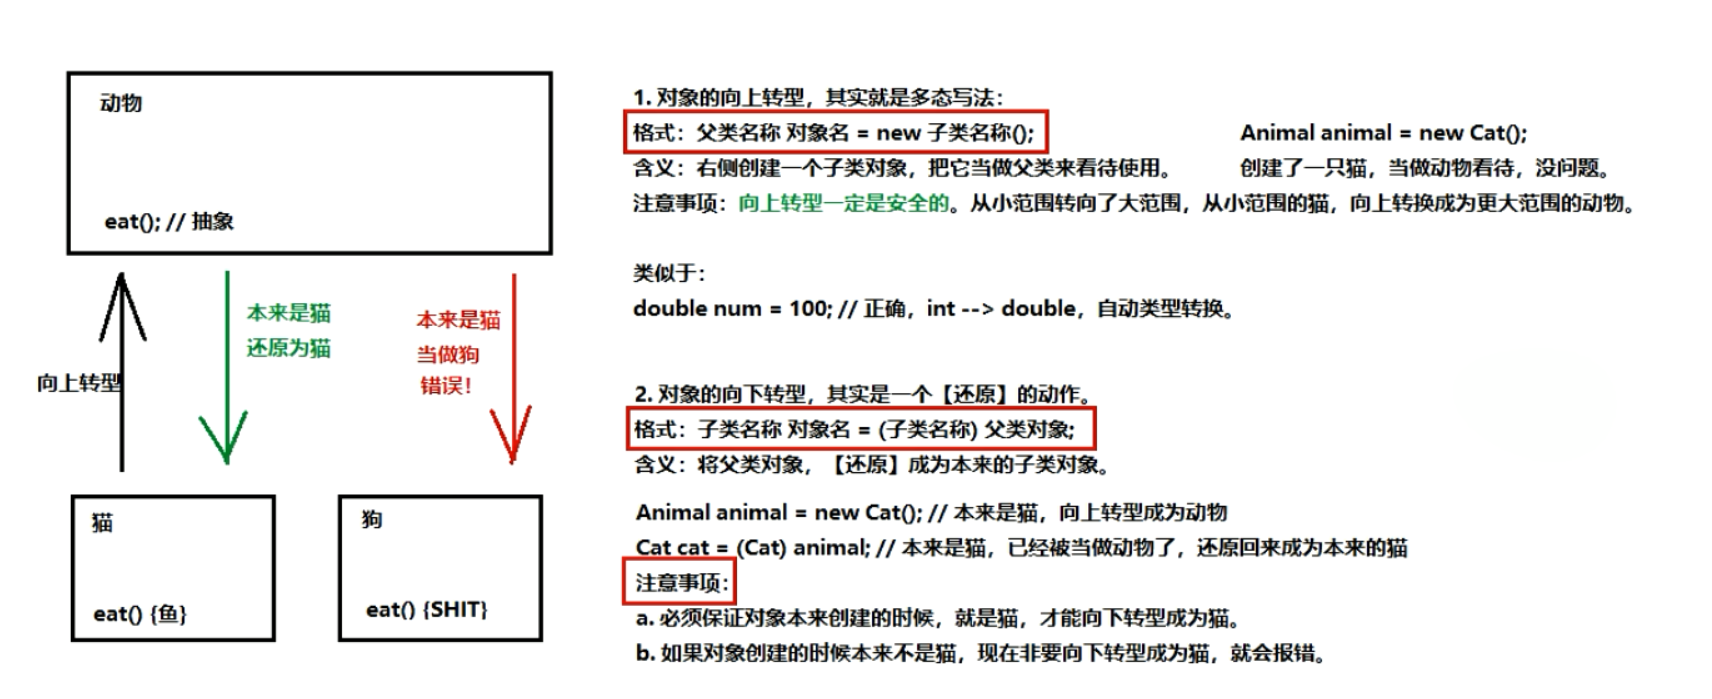 动物
eat(); // 抽象
向上转型
本来是猫
还原为猫
本来是猫
当做狗
错误！
猫
eat() {鱼}
狗
eat() {SHIT}
1. 对象的向上转型，其实就是多态写法：
格式：父类名称 对象名 = new 子类名称();
Animal animal = new Cat();
含义：右侧创建一个子类对象，把它当做父类来看待使用。
创建了一只猫，当做动物看待，没问题。
注意事项：向上转型一定是安全的。从小范围转向了大范围，从小范围的猫，向上转换成为更大范围的动物。
类似于：
double num = 100; // 正确，int --> double，自动类型转换。
2. 对象的向下转型，其实是一个【还原】的动作。
格式：子类名称 对象名 = (子类名称) 父类对象;
含义：将父类对象，【还原】成为本来的子类对象。
Animal animal = new Cat(); // 本来是猫，向上转型成为动物
Cat cat = (Cat) animal; // 本来是猫，已经被当做动物了，还原回来成为本来的猫
注意事项：
a. 必须保证对象本来创建的时候，就是猫，才能向下转型成为猫。
b. 如果对象创建的时候本来不是猫，现在非要向下转型成为猫，就会报错。